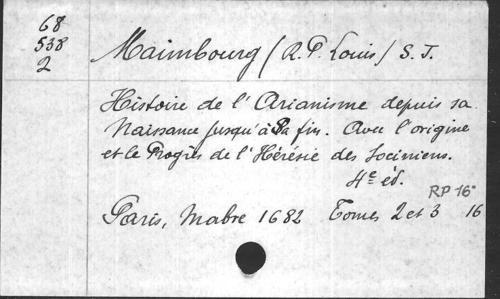 68
538
2
Maimbourg (R.P. Louis) S.J.
Histoire de l'Arianisme depuis sa
Naissance jusqu'à Sa fin. Avec l'origine
et le Progrès de l'Hérésie des Sociniens.
4e éd.
RP 16°
Paris, Mabre 1682 Tomes 2 et 3 16